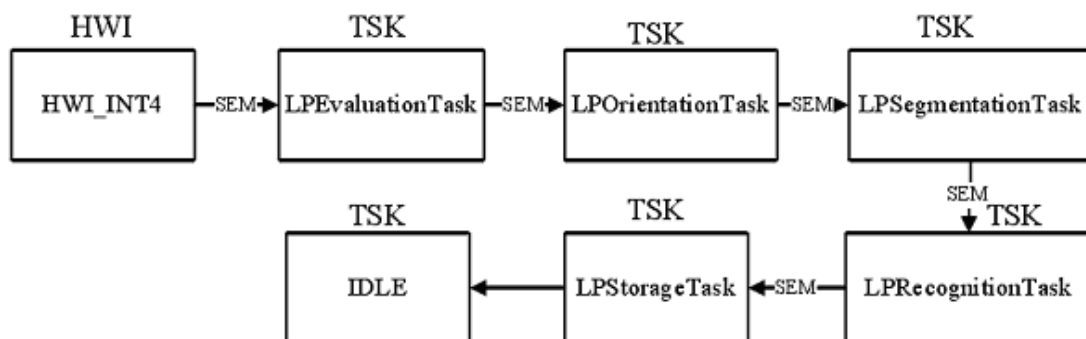 HWI TSK TSK TSK
HWI_INT4 SEM LPEvaluationTask SEM LPOrientationTask SEM LPSegmentationTask
SEM
TSK TSK TSK
IDLE LPStorageTask SEM LPRecognitionTask